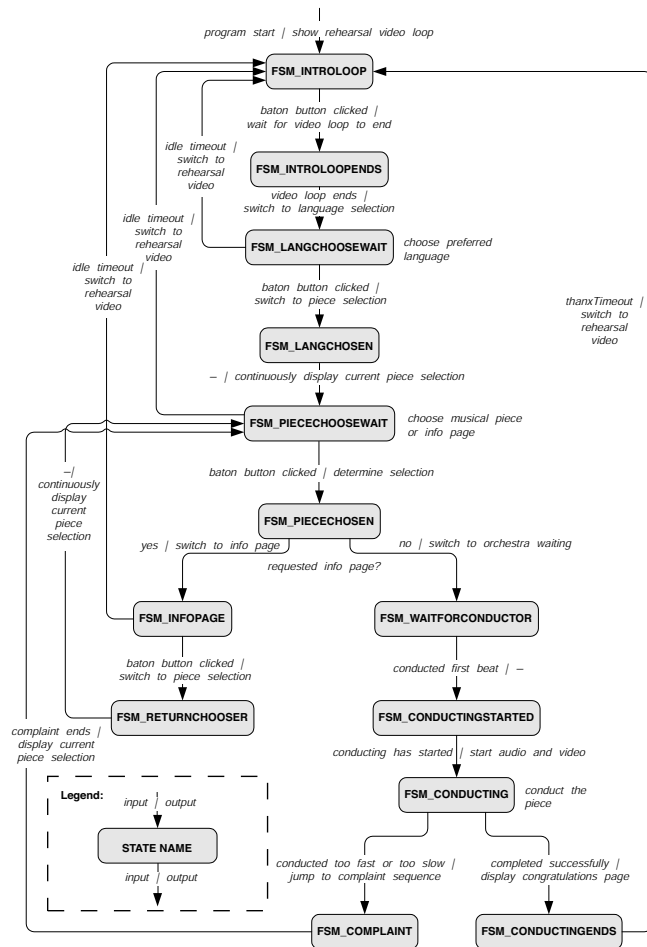 program start | show rehearsal video loop
FSM_INTROLOOP
baton button clicked |
wait for video loop to end
idle timeout |
switch to
rehearsal
video
FSM_INTROLOOPENDS
video loop ends |
switch to language selection
idle timeout |
switch to
rehearsal
video
FSM_LANGCHOOSEWAIT
choose preferred
language
idle timeout |
switch to
rehearsal
video
baton button clicked |
switch to piece selection
thanxTimeout |
switch to
rehearsal
video
FSM_LANGCHOSEN
– | continuously display current piece selection
FSM_PIECECHOOSEWAIT
choose musical piece
or info page
baton button clicked | determine selection
–|
continuously
display
current
piece
selection
FSM_PIECECHOSEN
yes | switch to info page
no | switch to orchestra waiting
requested info page?
FSM_INFOPAGE
FSM_WAITFORCONDUCTOR
baton button clicked |
switch to piece selection
conducted first beat | –
FSM_RETURNCHOOSER
FSM_CONDUCTINGSTARTED
complaint ends |
display current
piece selection
conducting has started | start audio and video
FSM_CONDUCTING
conduct the
piece
Legend:
input | output
STATE NAME
input | output
conducted too fast or too slow |
jump to complaint sequence
completed successfully |
display congratulations page
FSM_COMPLAINT
FSM_CONDUCTINGENDS